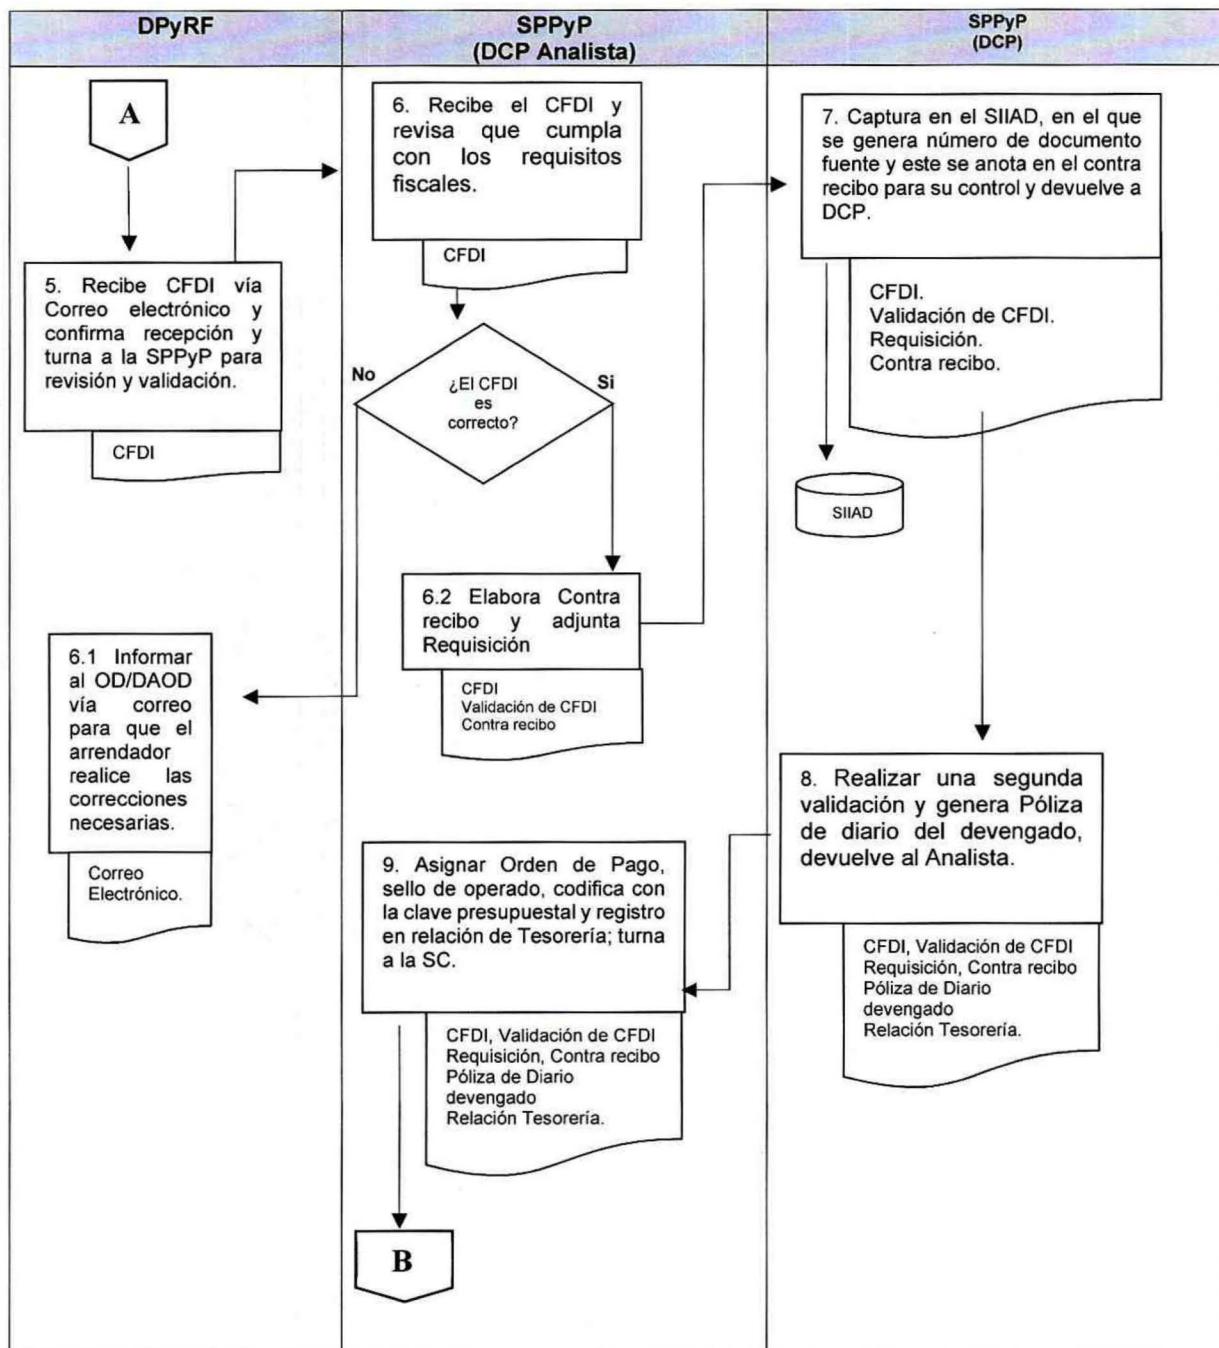 DPyRF
SPPyP
(DCP Analista)
SPPyP
(DCP)
A
5. Recibe CFDI vía
Correo electrónico y
confirma recepción y
turna a la SPPyP para
revisión y validación.
CFDI
6. Recibe el CFDI y
revisa que cumpla
con los requisitos
fiscales.
CFDI
¿El CFDI
es
correcto?
No
Si
6.1 Informar
al OD/DAOD
vía correo
para que el
arrendador
realice las
correcciones
necesarias.
Correo
Electrónico.
6.2 Elabora Contra
recibo y adjunta
Requisición
CFDI
Validación de CFDI
Contra recibo
7. Captura en el SIIAD, en el que
se genera número de documento
fuente y este se anota en el contra
recibo para su control y devuelve a
DCP.
CFDI.
Validación de CFDI.
Requisición.
Contra recibo.
SIIAD
8. Realizar una segunda
validación y genera Póliza
de diario del devengado,
devuelve al Analista.
CFDI, Validación de CFDI
Requisición, Contra recibo
Póliza de Diario
devengado
Relación Tesorería.
9. Asignar Orden de Pago,
sello de operado, codifica con
la clave presupuestal y registro
en relación de Tesorería; turna
a la SC.
CFDI, Validación de CFDI
Requisición, Contra recibo
Póliza de Diario
devengado
Relación Tesorería.
B